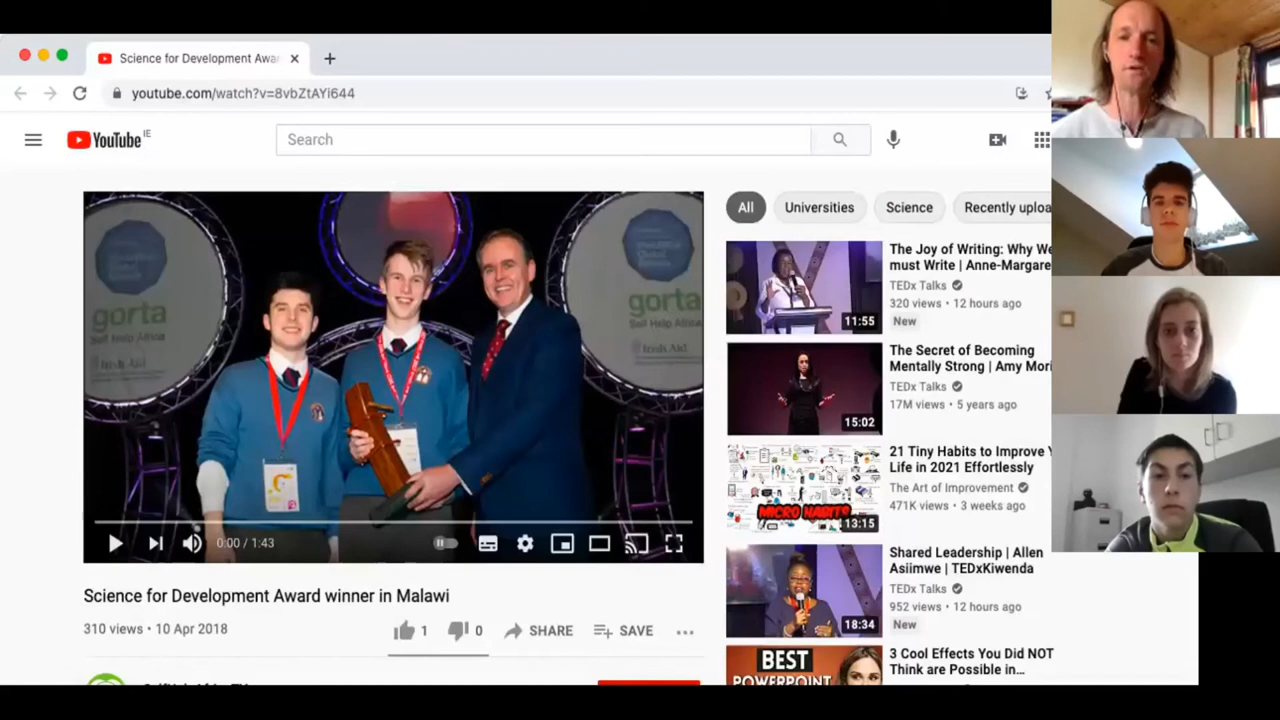 Science for Development Awa
youtube.com/watch?v=8vbZtAYi644
YouTube IE
Search
gorta
Self Help Africa
Irish Aid
gorta
Self Help Africa
Irish Aid
0:00 / 1:43
Science for Development Award winner in Malawi
310 views • 10 Apr 2018
1
0
SHARE
SAVE
All
Universities
Science
Recently uploa
The Joy of Writing: Why We
must Write | Anne-Margare
TEDx Talks
320 views • 12 hours ago
New
11:55
The Secret of Becoming
Mentally Strong | Amy Mori
TEDx Talks
17M views • 5 years ago
15:02
21 Tiny Habits to Improve Y
Life in 2021 Effortlessly
The Art of Improvement
471K views • 3 weeks ago
MICRO HABITS
13:15
Shared Leadership | Allen
Asiimwe | TEDxKiwenda
TEDx Talks
952 views • 12 hours ago
New
18:34
3 Cool Effects You Did NOT
Think are Possible in...
BEST
POWERPOINT